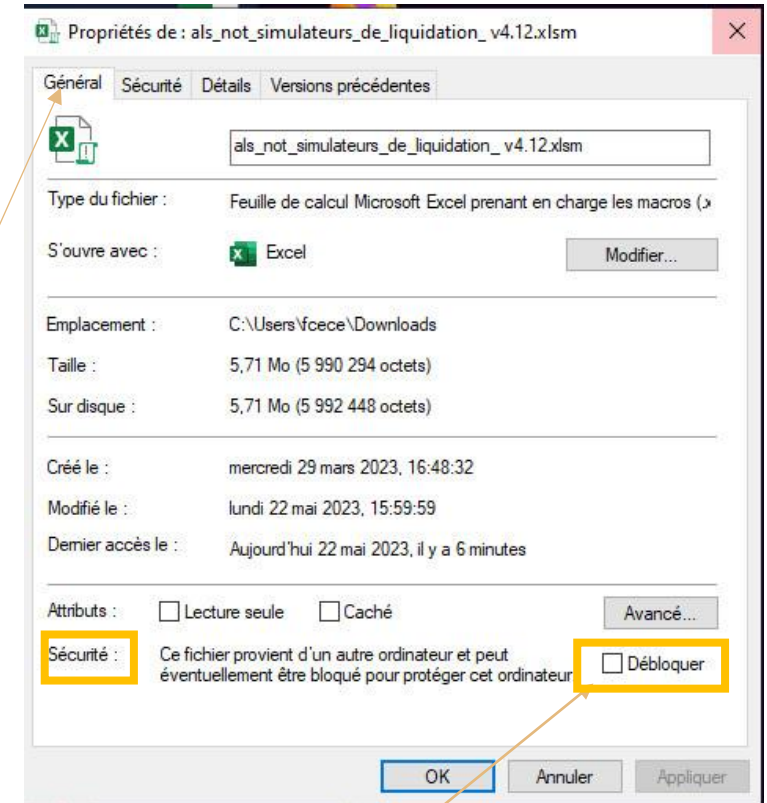 Propriétés de : als_not_simulateurs_de_liquidation_ v4.12.xlsm
Général Sécurité Détails Versions précédentes
als_not_simulateurs_de_liquidation_ v4.12.xlsm
Type du fichier : Feuille de calcul Microsoft Excel prenant en charge les macros (.x
S'ouvre avec : Excel Modifier...
Emplacement : C:\Users\fcece\Downloads
Taille : 5,71 Mo (5 990 294 octets)
Sur disque : 5,71 Mo (5 992 448 octets)
Créé le : mercredi 29 mars 2023, 16:48:32
Modifié le : lundi 22 mai 2023, 15:59:59
Dernier accès le : Aujourd'hui 22 mai 2023, il y a 6 minutes
Attributs : Lecture seule Caché Avancé...
Sécurité : Ce fichier provient d'un autre ordinateur et peut
éventuellement être bloqué pour protéger cet ordinateur Débloquer
OK Annuler Appliquer